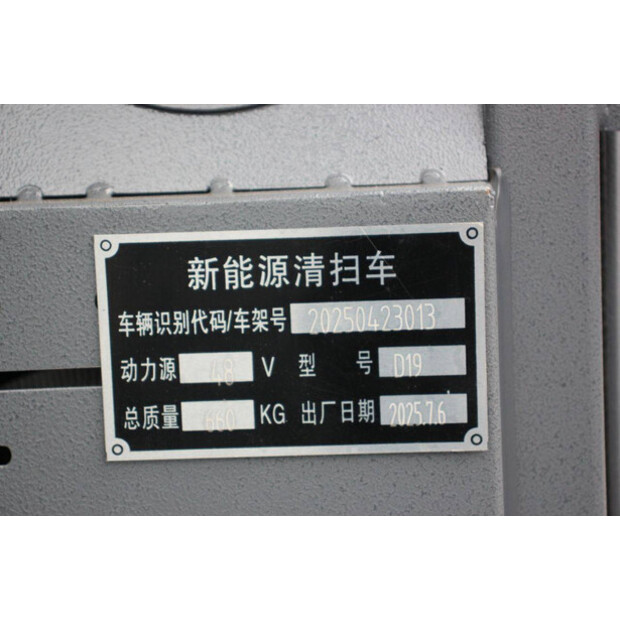 新能源清扫车
车辆识别代码/车架号 20250423013
动力源 48 V 型 号 D19
总质量 660 KG 出厂日期 2025.7.6